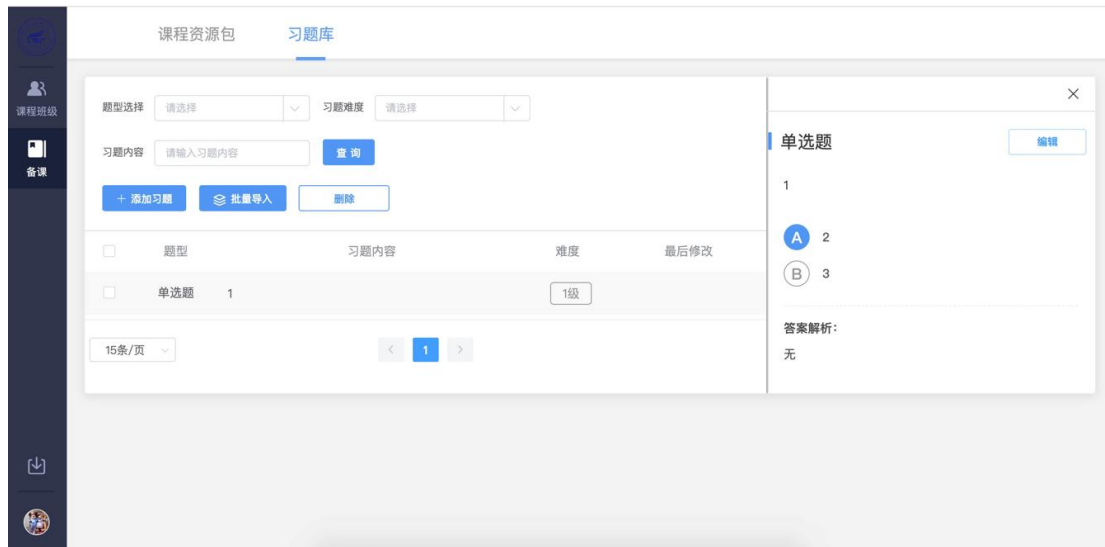 课程资源包 习题库
课程班级
备课
题型选择 请选择 习题难度 请选择
习题内容 请输入习题内容 查询
+ 添加习题 批量导入 删除
题型 习题内容 难度 最后修改
单选题 1 1级
15条/页 < 1 >
×
单选题 编辑
1
A 2
B 3
答案解析：
无